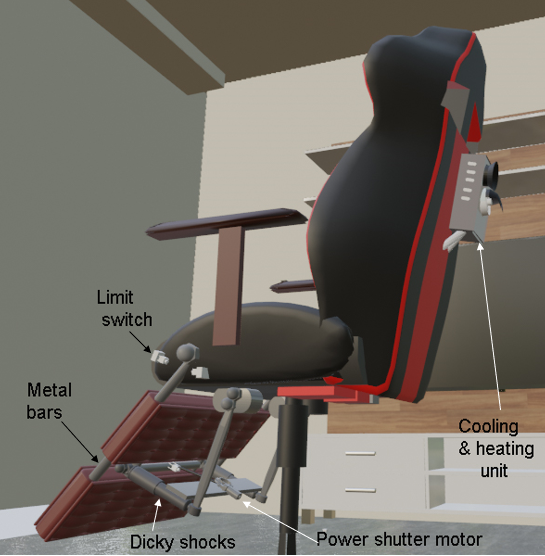 Limit
switch
Metal
bars
Cooling
& heating
unit
Dicky shocks
Power shutter motor